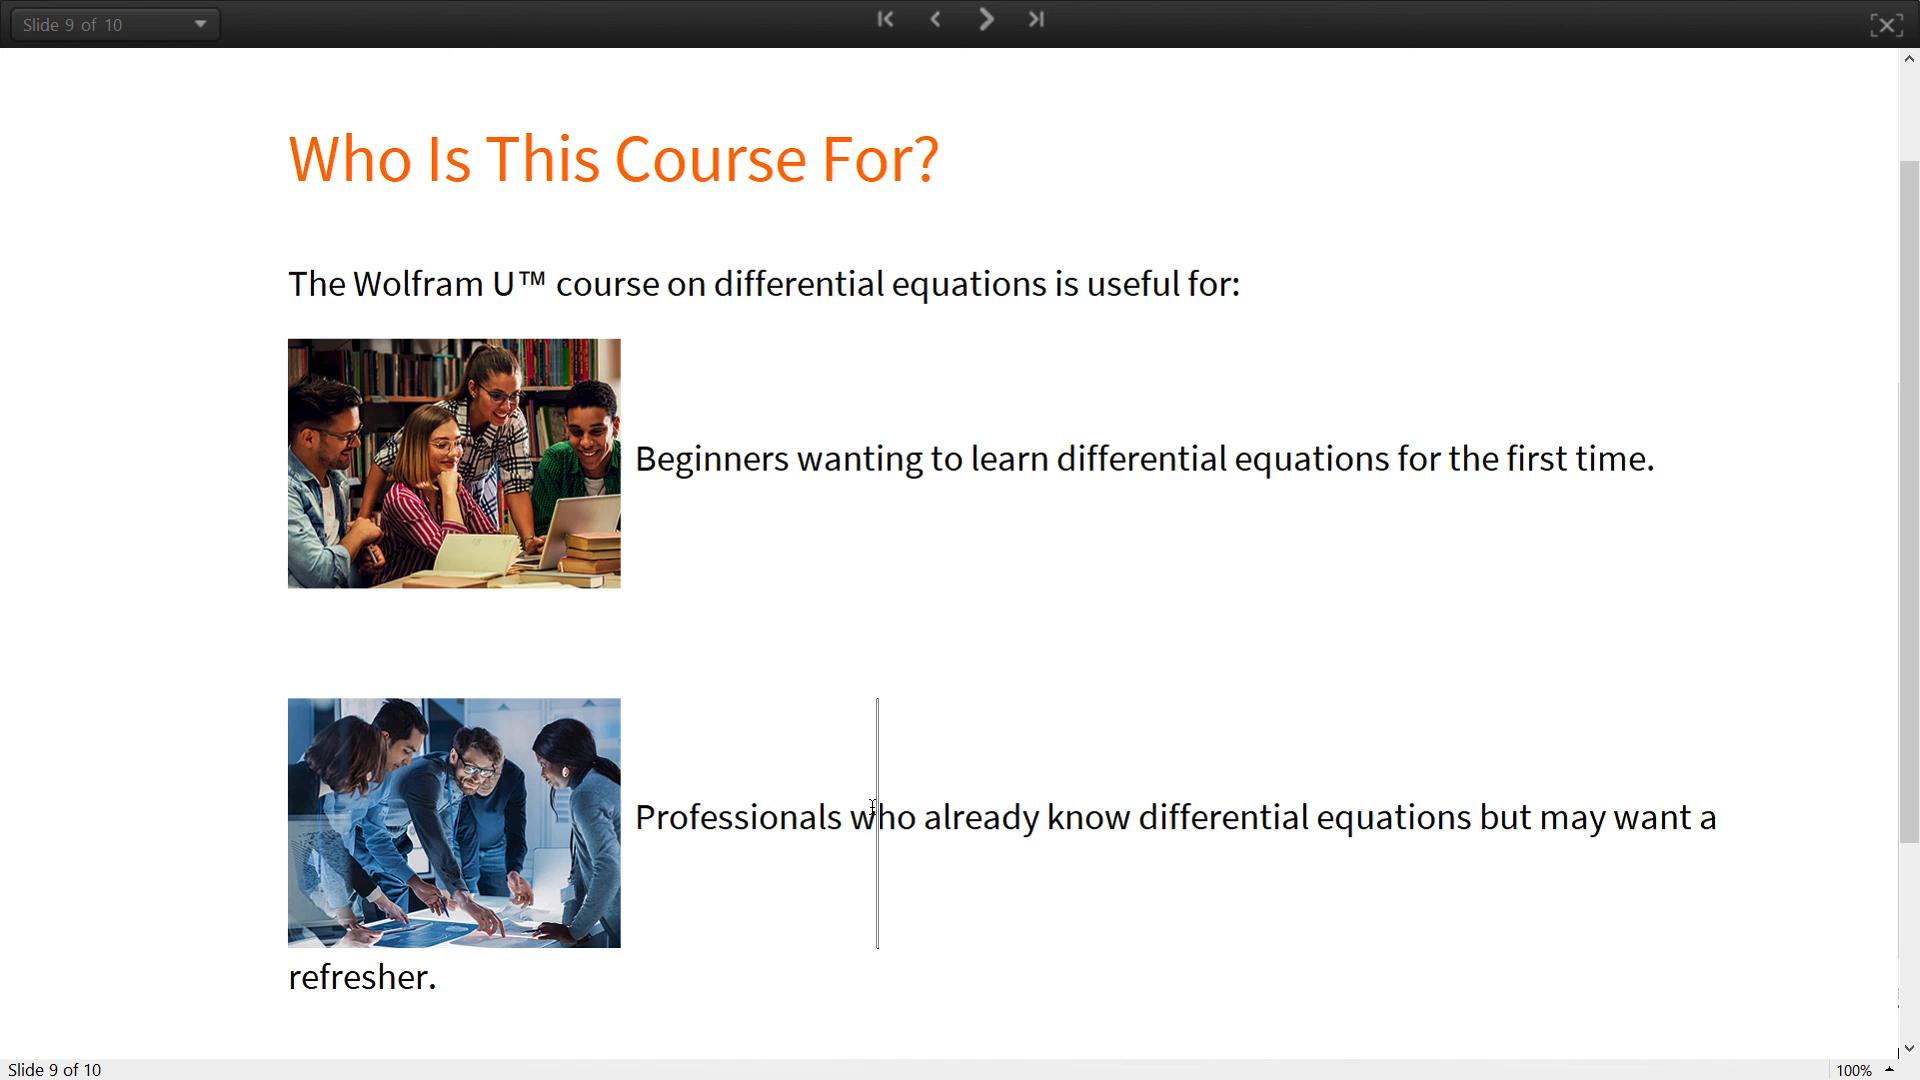 Slide 9 of 10
Who Is This Course For?
The Wolfram U™ course on differential equations is useful for:
Beginners wanting to learn differential equations for the first time.
Professionals who already know differential equations but may want a
refresher.
Slide 9 of 10
100%